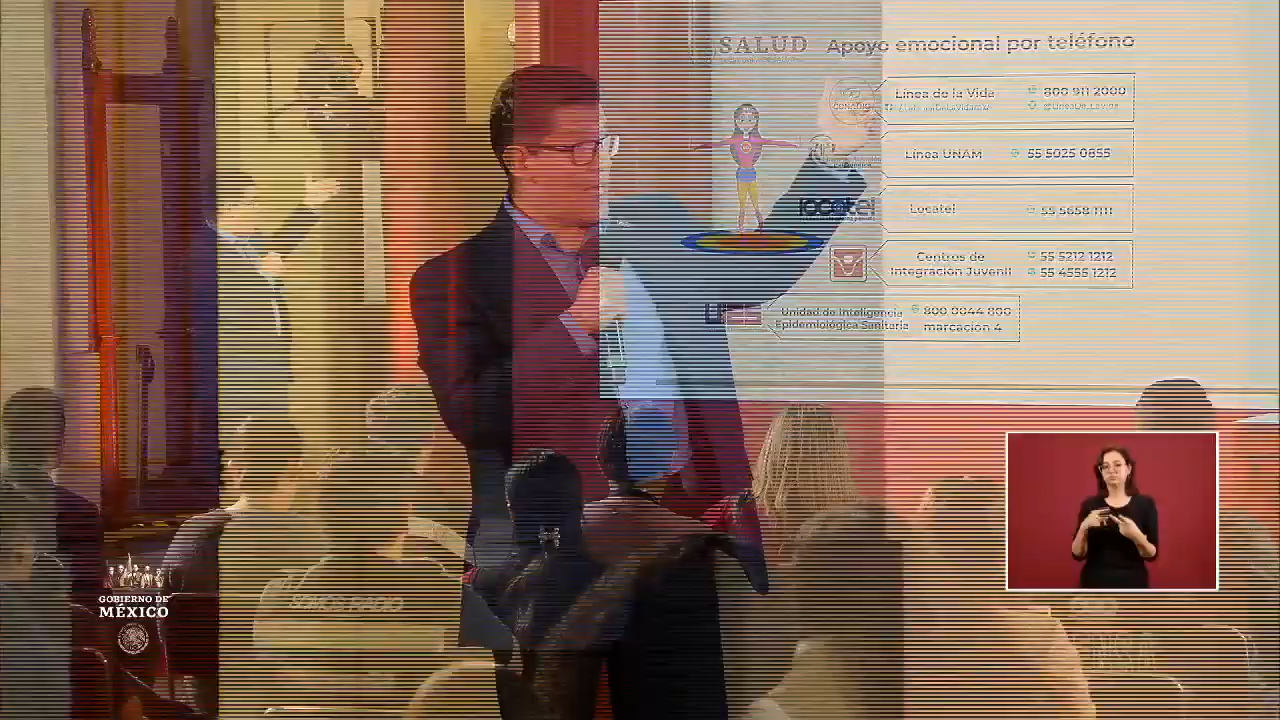 SALUD
Apoyo emocional por teléfono
Línea de la Vida
800 911 2000
Línea UNAM
55 5025 0855
locatel
Locatel
55 5658 1111
Centros de
Integración Juvenil
55 5212 1212
55 4555 1212
Unidad de Inteligencia
Epidemiológica Sanitaria
800 0044 800
marcación 4
SOMOS RADIO
GOBIERNO DE
MÉXICO